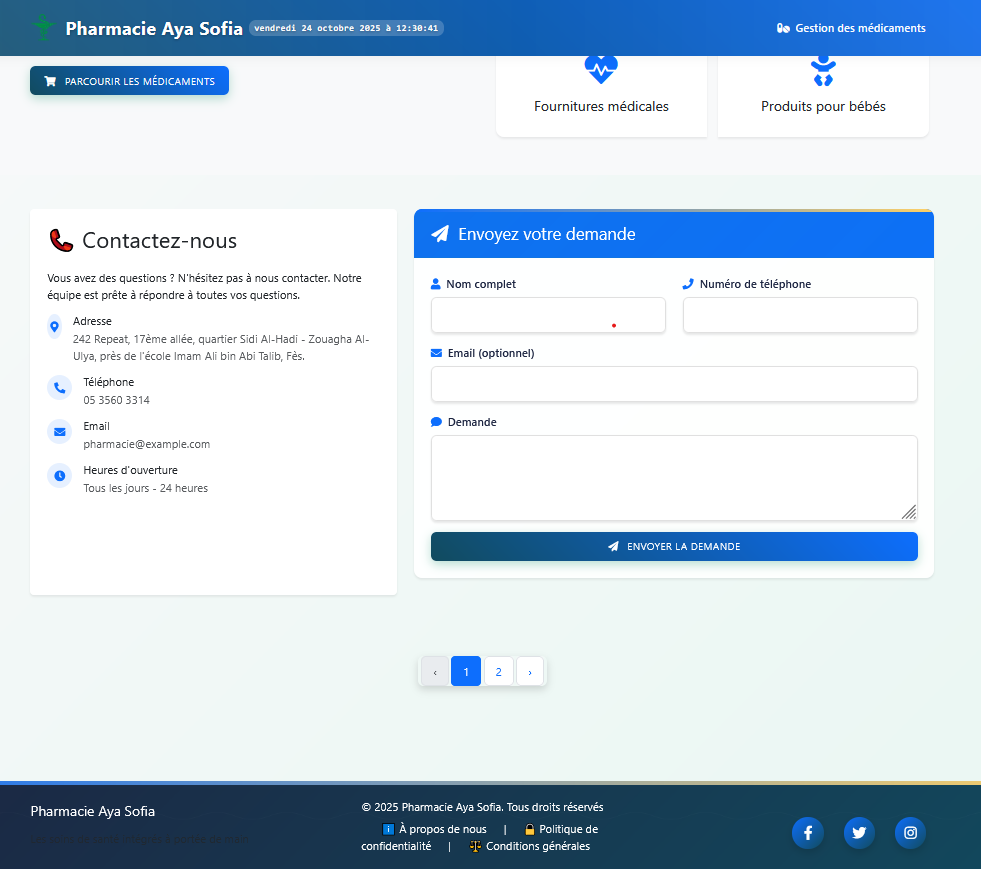 Pharmacie Aya Sofia
vendredi 24 octobre 2025 à 12:30:41
Gestion des médicaments
PARCOURIR LES MÉDICAMENTS
Fournitures médicales
Produits pour bébés
Contactez-nous
Vous avez des questions ? N'hésitez pas à nous contacter. Notre
équipe est prête à répondre à toutes vos questions.
Adresse
242 Repeat, 17ème allée, quartier Sidi Al-Hadi - Zouagha Al-
Ulya, près de l'école Imam Ali bin Abi Talib, Fès.
Téléphone
05 3560 3314
Email
pharmacie@example.com
Heures d'ouverture
Tous les jours - 24 heures
Envoyez votre demande
Nom complet
Numéro de téléphone
Email (optionnel)
Demande
ENVOYER LA DEMANDE
‹ 1 2 ›
Pharmacie Aya Sofia
© 2025 Pharmacie Aya Sofia. Tous droits réservés
À propos de nous | Politique de
confidentialité | Conditions générales